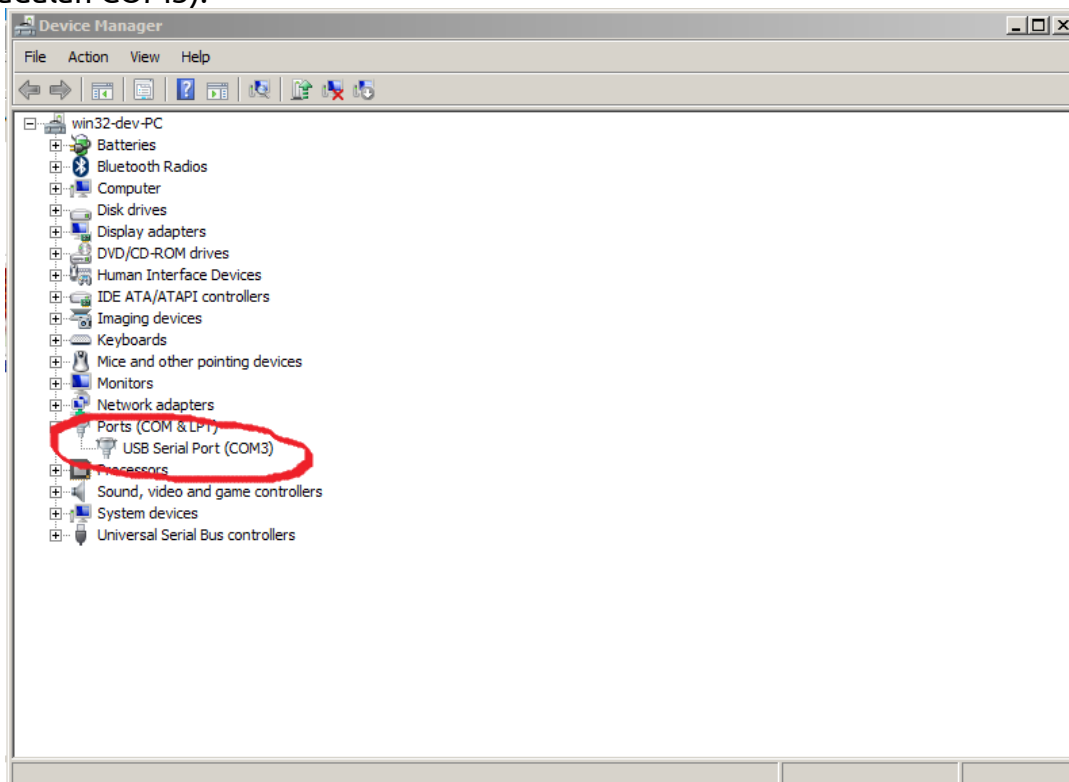 adalah COM3).
Device Manager
File Action View Help
win32-dev-PC
Batteries
Bluetooth Radios
Computer
Disk drives
Display adapters
DVD/CD-ROM drives
Human Interface Devices
IDE ATA/ATAPI controllers
Imaging devices
Keyboards
Mice and other pointing devices
Monitors
Network adapters
Ports (COM & LPT)
USB Serial Port (COM3)
Processors
Sound, video and game controllers
System devices
Universal Serial Bus controllers